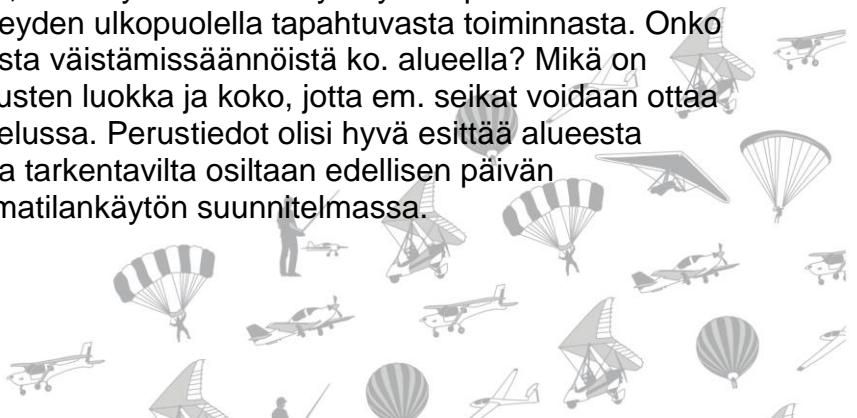 eyden ulkopuolella tapahtuvasta toiminnasta. Onko
sta väistämissäännöistä ko. alueella? Mikä on
usten luokka ja koko, jotta em. seikat voidaan ottaa
elussa. Perustiedot olisi hyvä esittää alueesta
a tarkentavilta osiltaan edellisen päivän
matilankäytön suunnitelmassa.